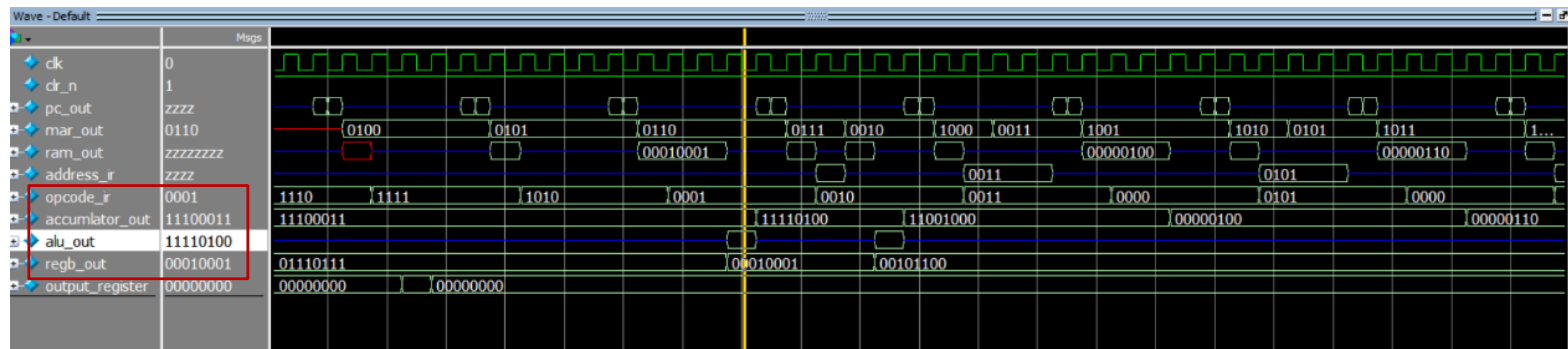 Wave - Default
Msgs
clk 0
clr_n 1
pc_out zzzz
mar_out 0110 0100 0101 0110 0111 0010 1000 0011 1001 1010 0101 1011 1...
ram_out zzzzzzzz 00010001 00000100 00000110
address_ir zzzz 0011 0101
opcode_ir 0001 1110 1111 1010 0001 0010 0011 0000 0101 0000
accumlator_out 11100011 11100011 11110100 11001000 00000100 00000110
alu_out 11110100
regb_out 00010001 01110111 00010001 00101100
output_register 00000000 00000000 00000000